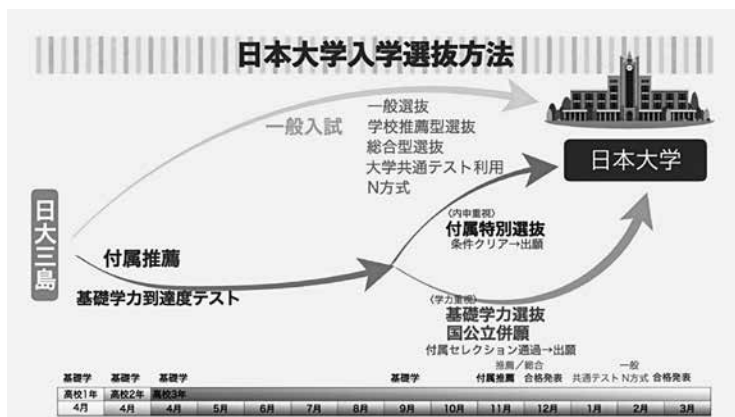 日本大学入学選抜方法
一般入試
一般選抜
学校推薦型選抜
総合型選抜
大学共通テスト利用
N方式
日本大学
日大三島
付属推薦
基礎学力到達度テスト
〈内申重視〉
付属特別選抜
条件クリア→出願
〈学力重視〉
基礎学力選抜
国公立併願
付属セレクション通過→出願
推薦/総合 一般
基礎学 基礎学 基礎学 基礎学 付属推薦 合格発表 共通テスト N方式 合格発表
高校1年 高校2年 高校3年
4月 4月 4月 5月 6月 7月 8月 9月 10月 11月 12月 1月 2月 3月